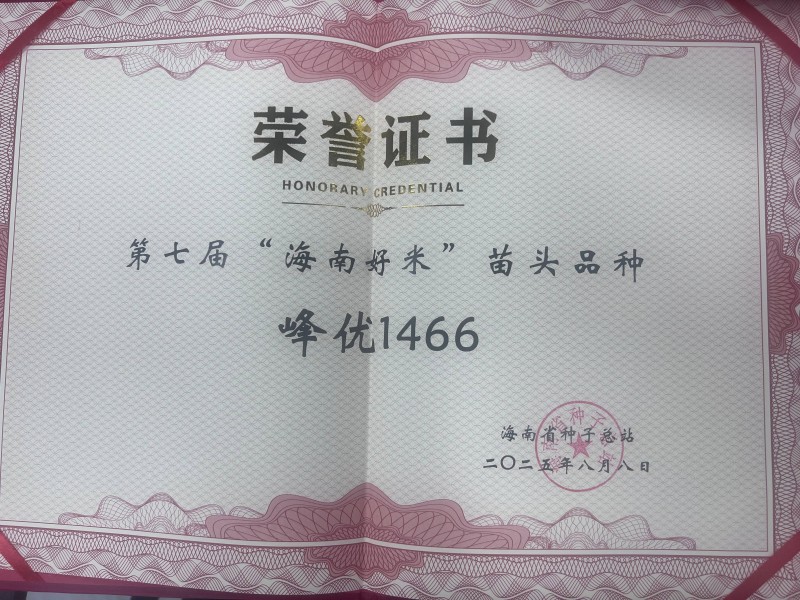 荣誉证书
HONORARY CREDENTIAL
第七届“海南好米”苗头品种
峰优1466
海南省种子总站
二〇二五年八月八日